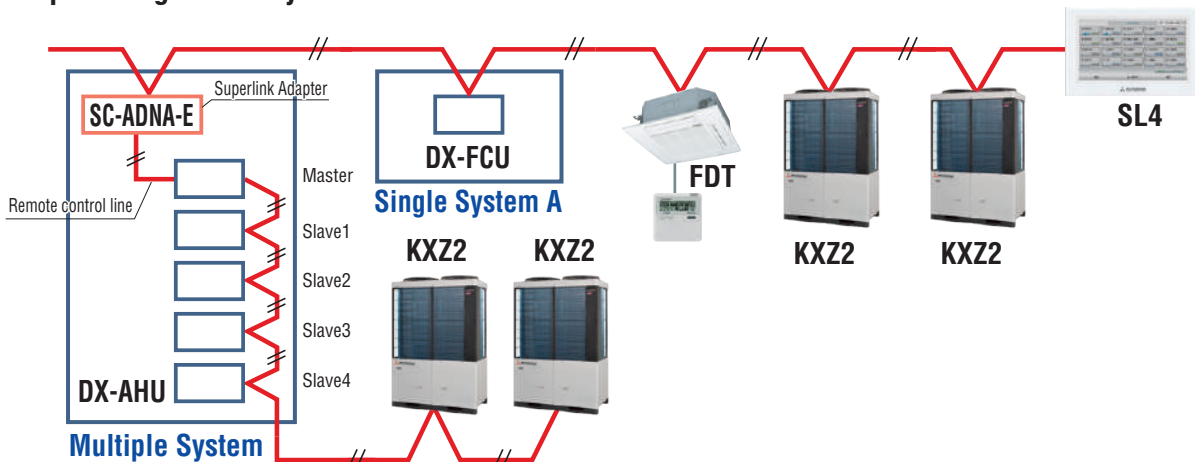 SC-ADNA-E
Superlink Adapter
Remote control line
Master
Slave1
Slave2
Slave3
Slave4
DX-AHU
Multiple System
DX-FCU
Single System A
FDT
KXZ2
KXZ2
KXZ2
KXZ2
SL4